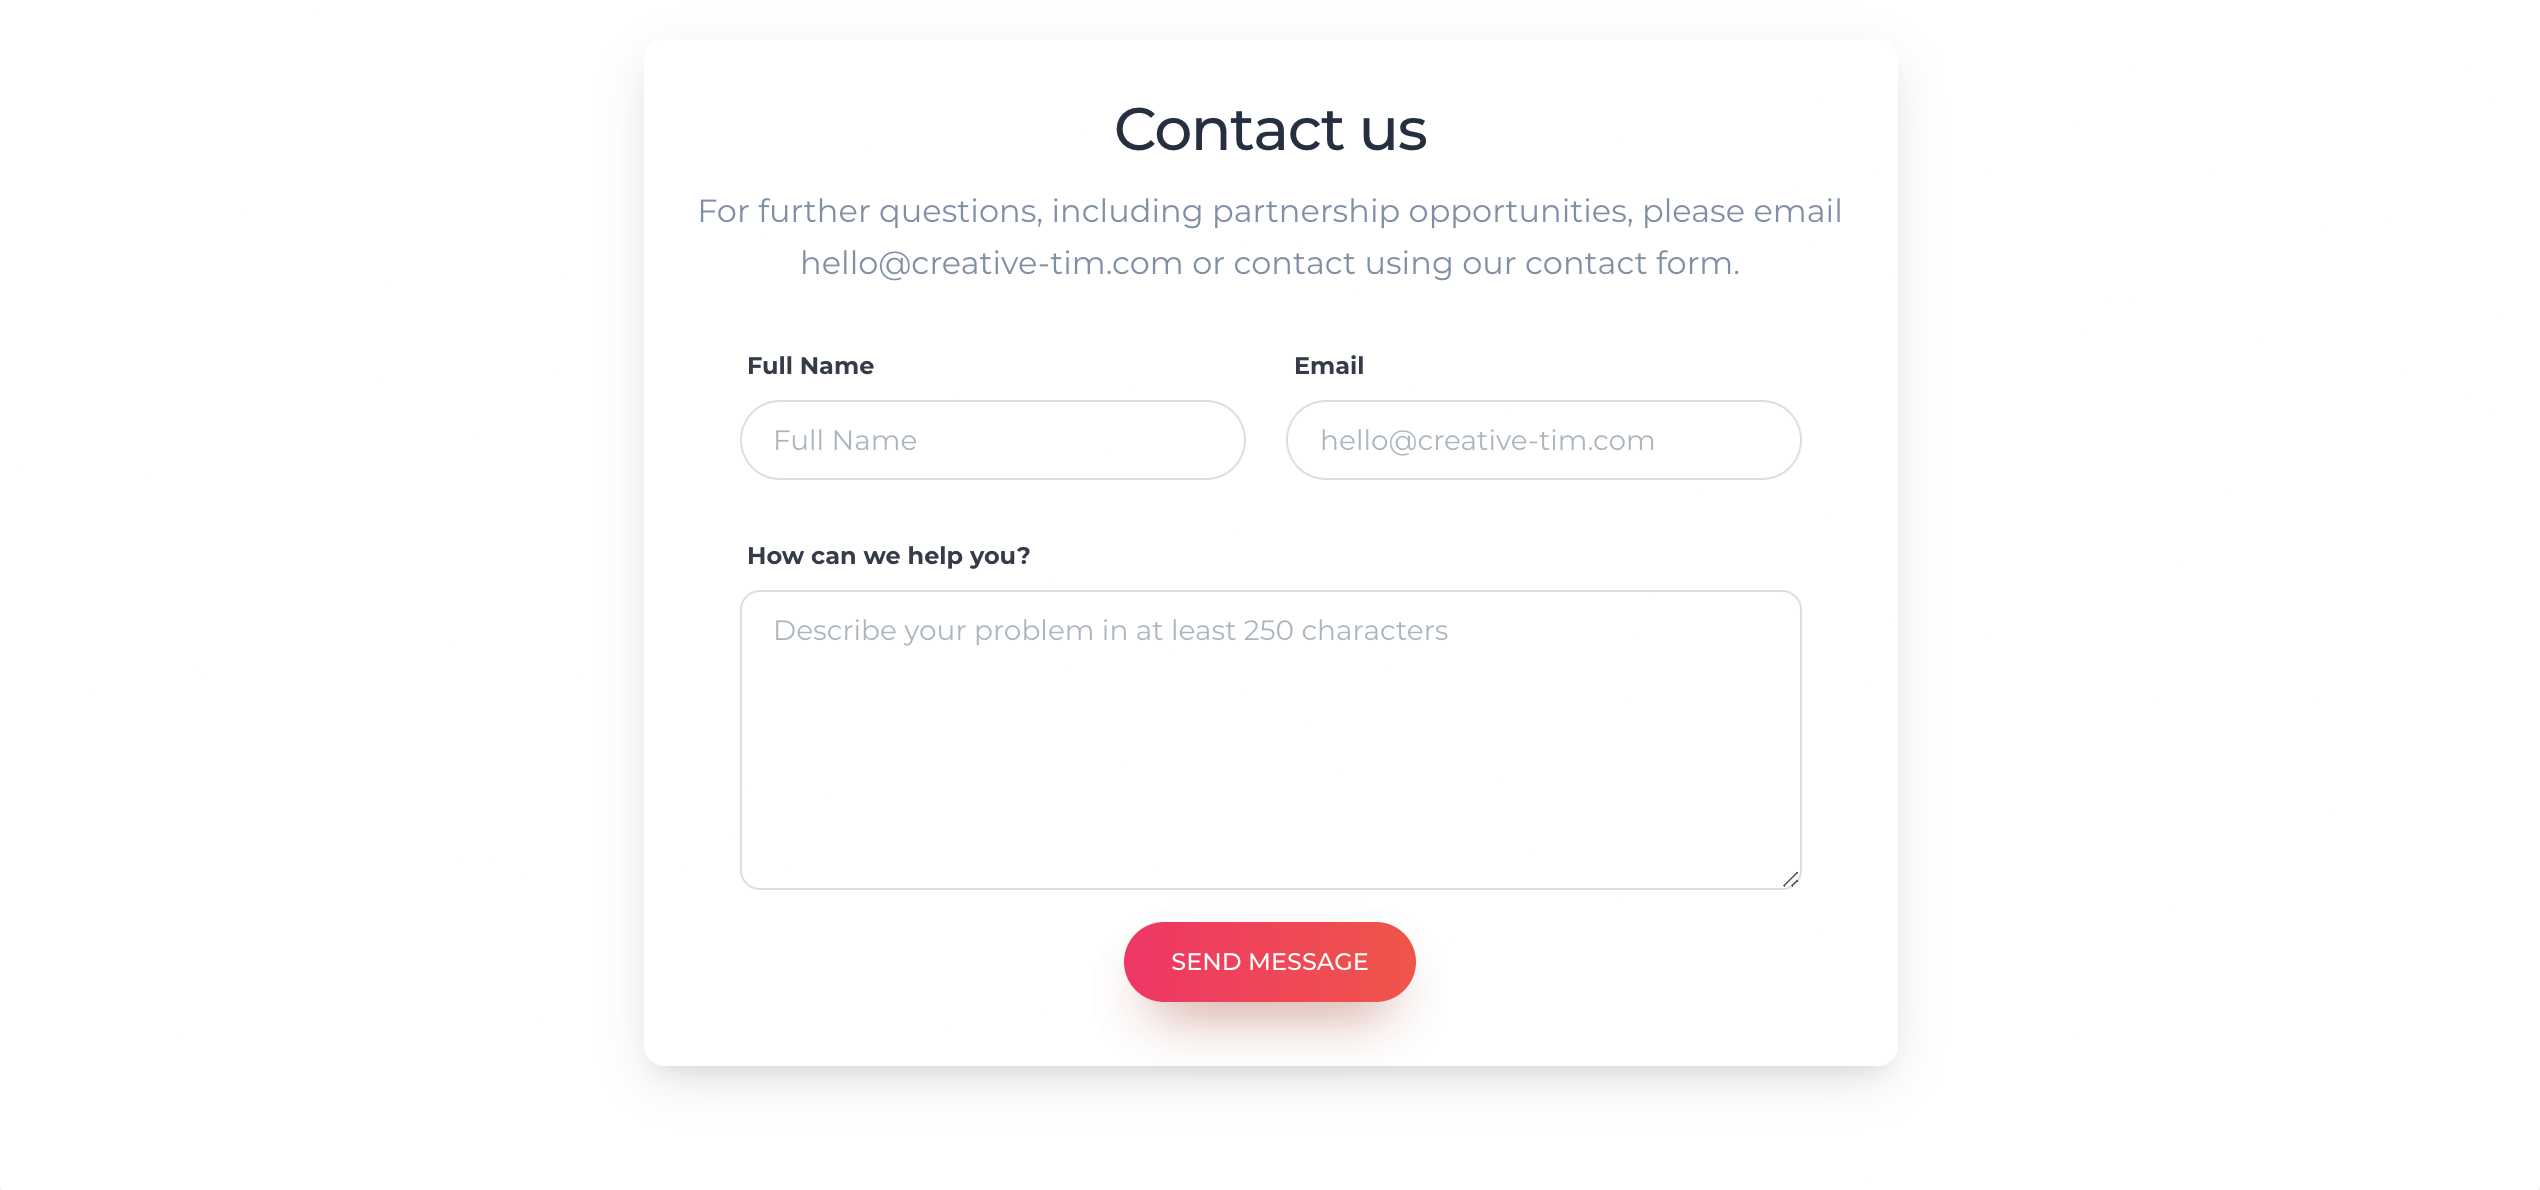 Contact us
For further questions, including partnership opportunities, please email
hello@creative-tim.com or contact using our contact form.
Full Name
Email
Full Name
hello@creative-tim.com
How can we help you?
Describe your problem in at least 250 characters
SEND MESSAGE